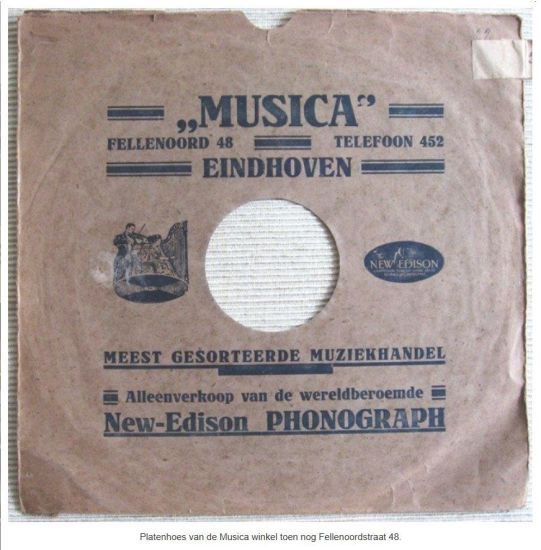 „MUSICA”
FELLENOORD 48 TELEFOON 452
EINDHOVEN
NEW EDISON
MEEST GESORTEERDE MUZIEKHANDEL
Alleenverkoop van de wereldberoemde
New-Edison PHONOGRAPH
Platenhoes van de Musica winkel toen nog Fellenoordstraat 48.